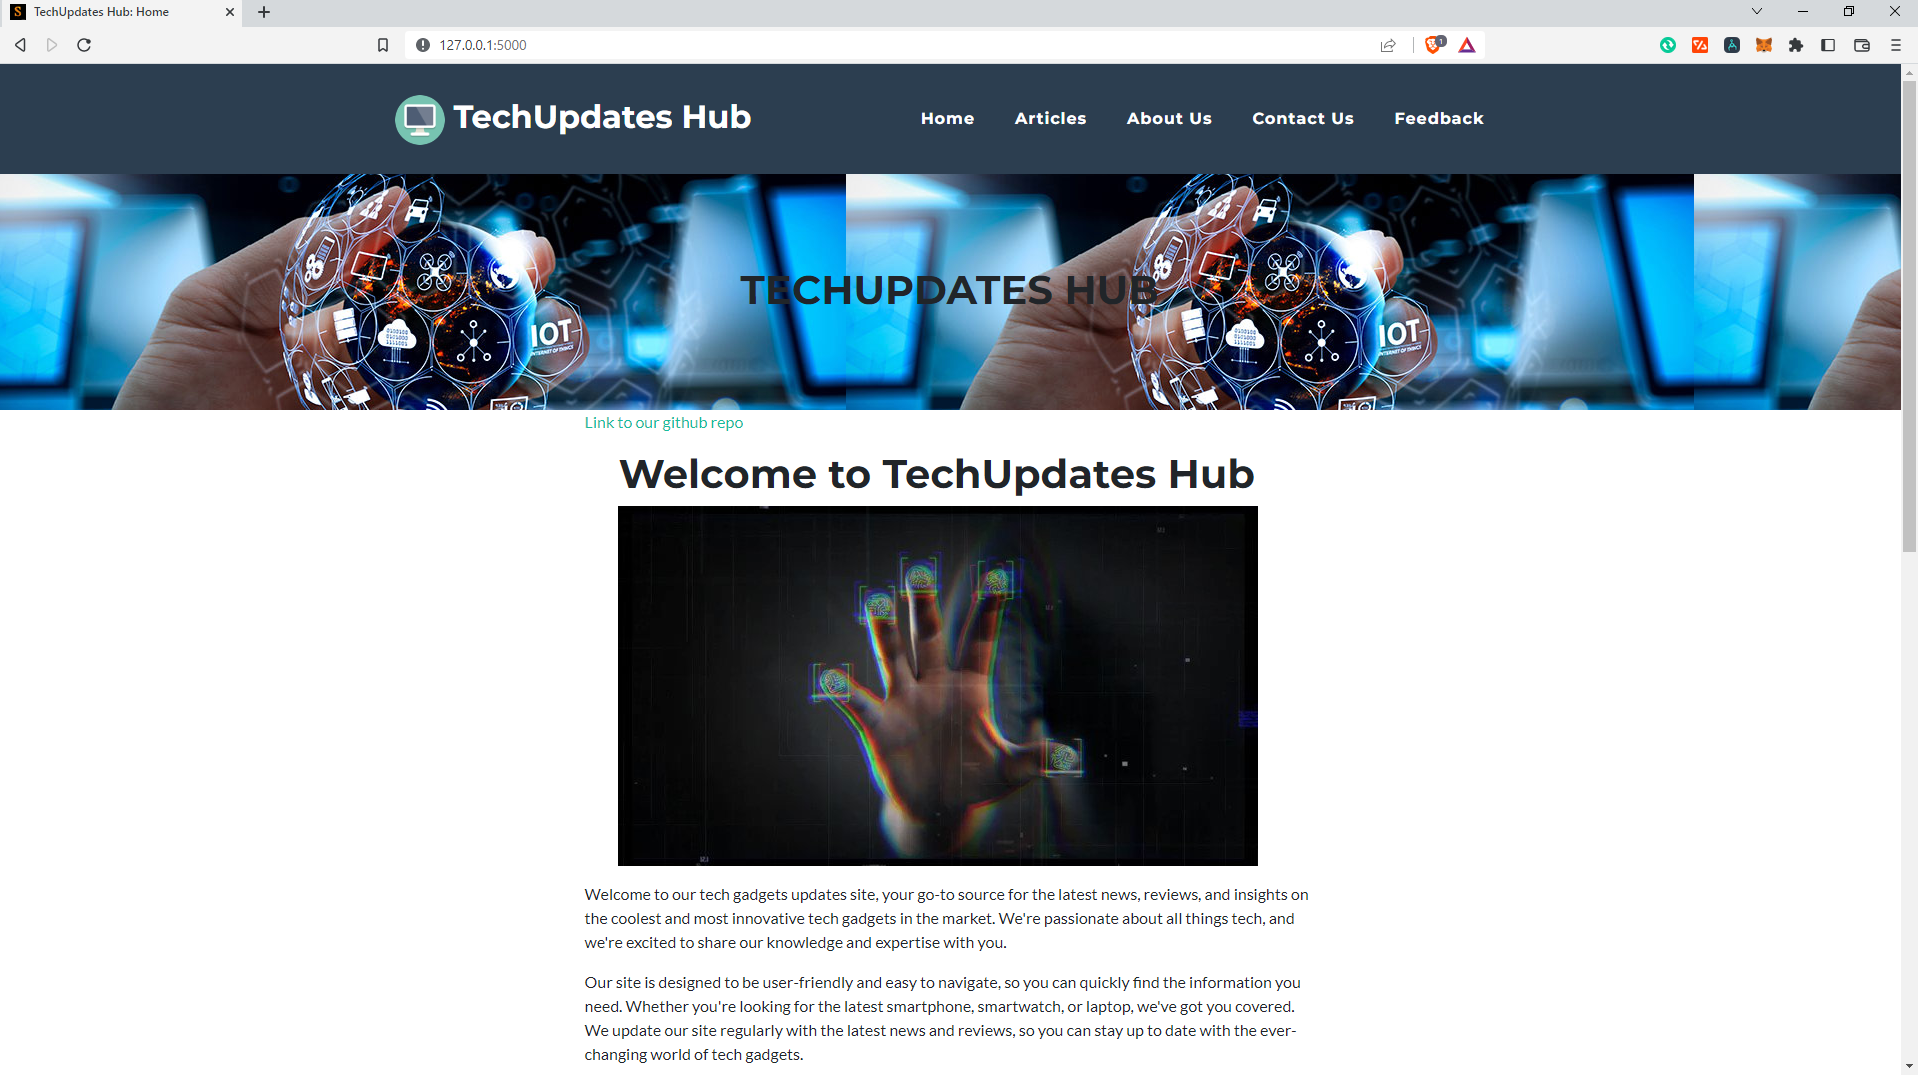 TechUpdates Hub: Home
127.0.0.1:5000
1
TechUpdates Hub
Home
Articles
About Us
Contact Us
Feedback
IOT
INTERNET OF THINGS
IOT
INTERNET OF THINGS
TECHUPDATES HUB
Link to our github repo
Welcome to TechUpdates Hub
Welcome to our tech gadgets updates site, your go-to source for the latest news, reviews, and insights on
the coolest and most innovative tech gadgets in the market. We're passionate about all things tech, and
we're excited to share our knowledge and expertise with you.
Our site is designed to be user-friendly and easy to navigate, so you can quickly find the information you
need. Whether you're looking for the latest smartphone, smartwatch, or laptop, we've got you covered.
We update our site regularly with the latest news and reviews, so you can stay up to date with the ever-
changing world of tech gadgets.